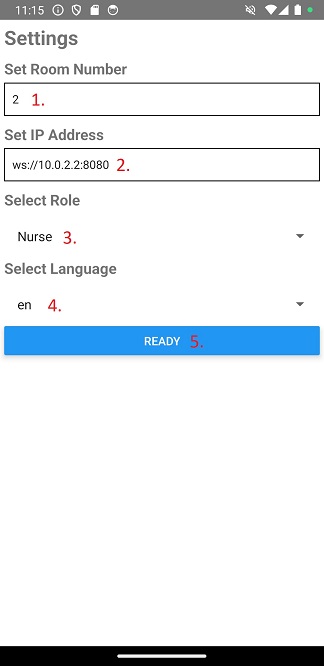 11:15
Settings
Set Room Number
2 1.
Set IP Address
ws://10.0.2.2:8080 2.
Select Role
Nurse 3.
Select Language
en 4.
READY 5.